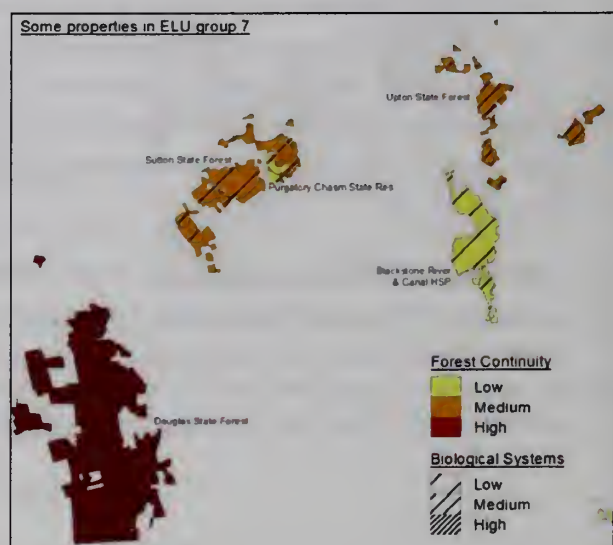 Some properties in ELU group 7
Upton State Forest
Sutton State Forest
Purgatory Chasm State Res
Blackstone River
& Canal HSP
Douglas State Forest
Forest Continuity
Low
Medium
High
Biological Systems
Low
Medium
High